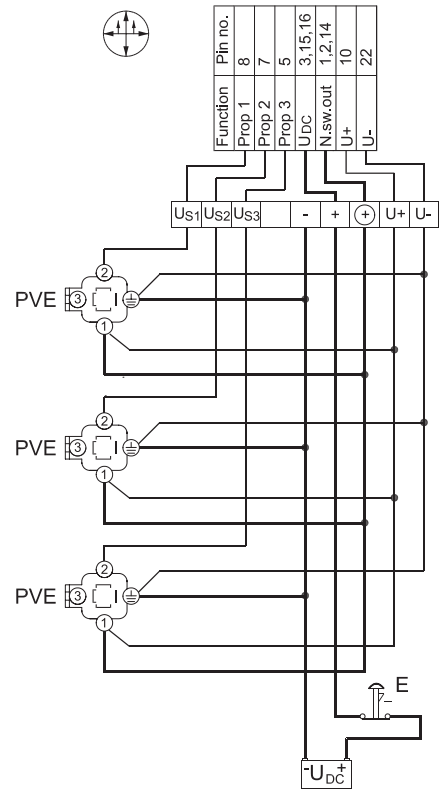 Function Pin no.
Prop 1 8
Prop 2 7
Prop 3 5
UDC 3,15,16
N.sw.out 1,2,14
U+ 10
U- 22
US1 US2 US3 - + + U+ U-
2
PVE 3
1
2
PVE 3
1
2
PVE 3
1
E
-UDC+